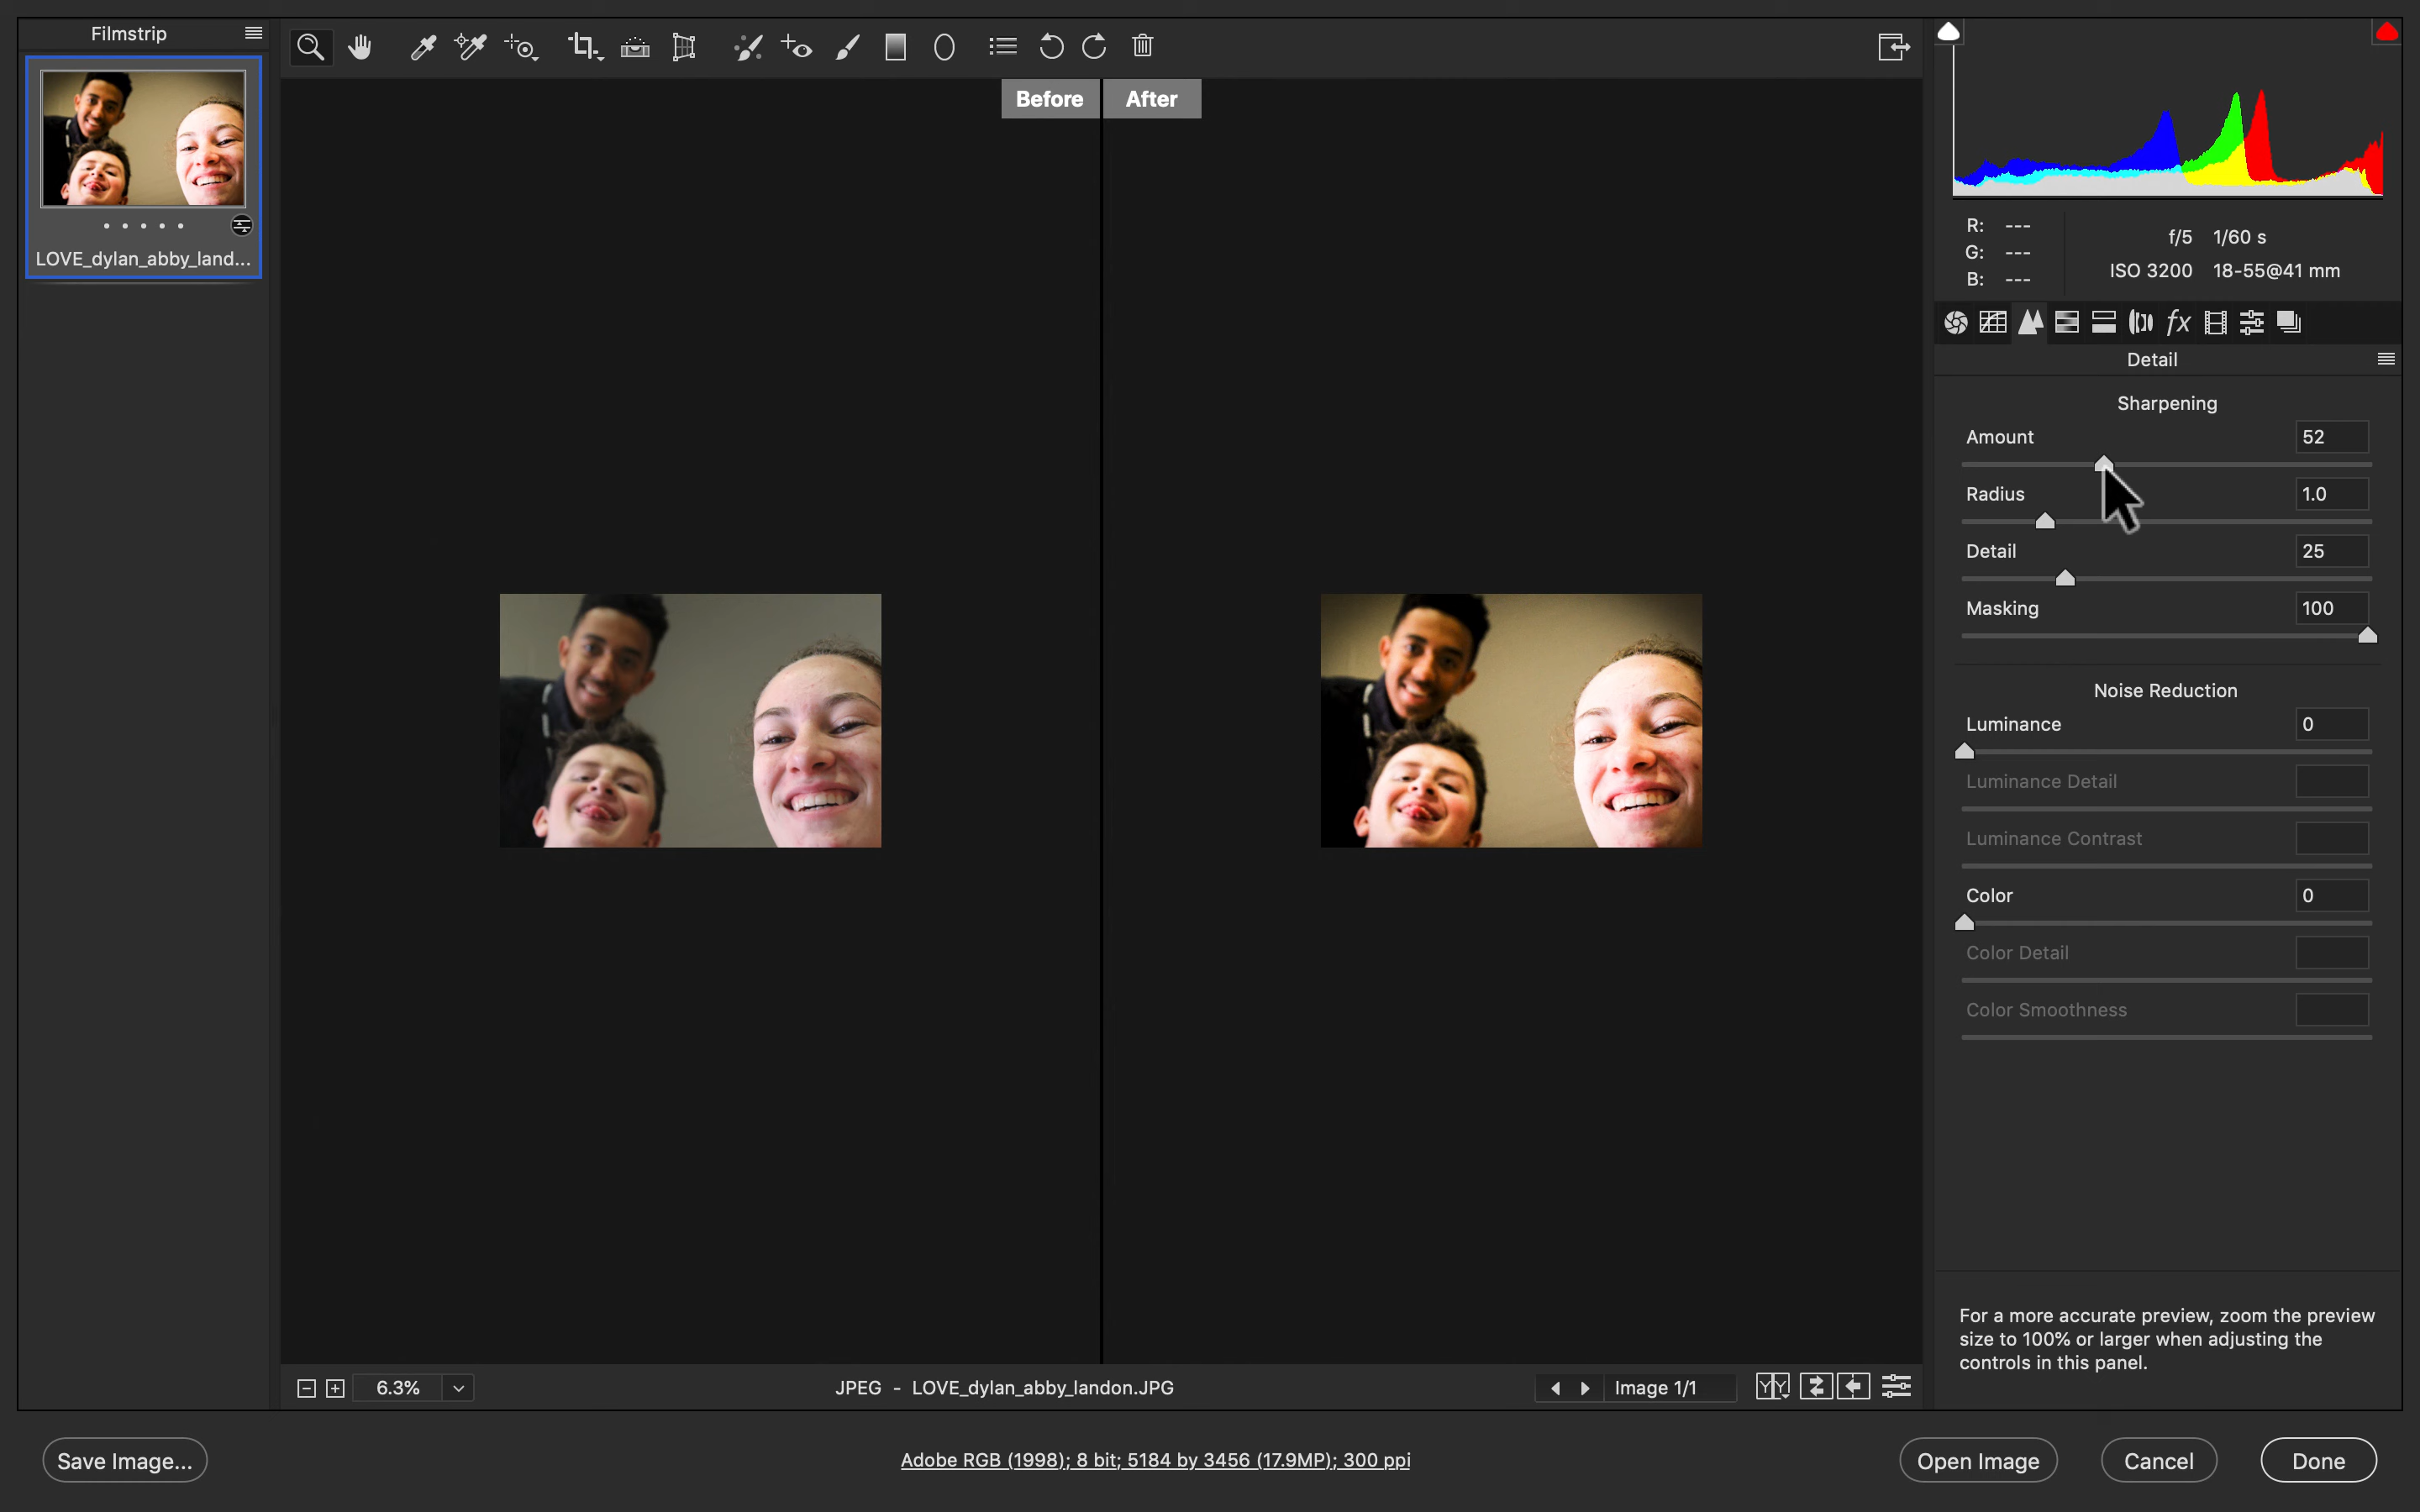 Filmstrip
LOVE_dylan_abby_land...
Before
After
R: ---
G: ---
B: ---
f/5 1/60 s
ISO 3200 18-55@41 mm
fx
Detail
Sharpening
Amount 52
Radius 1.0
Detail 25
Masking 100
Noise Reduction
Luminance 0
Luminance Detail
Luminance Contrast
Color 0
Color Detail
Color Smoothness
For a more accurate preview, zoom the preview
size to 100% or larger when adjusting the
controls in this panel.
6.3%
JPEG - LOVE_dylan_abby_landon.JPG
Image 1/1
Y Y
Save Image...
Adobe RGB (1998); 8 bit; 5184 by 3456 (17.9MP); 300 ppi
Open Image
Cancel
Done